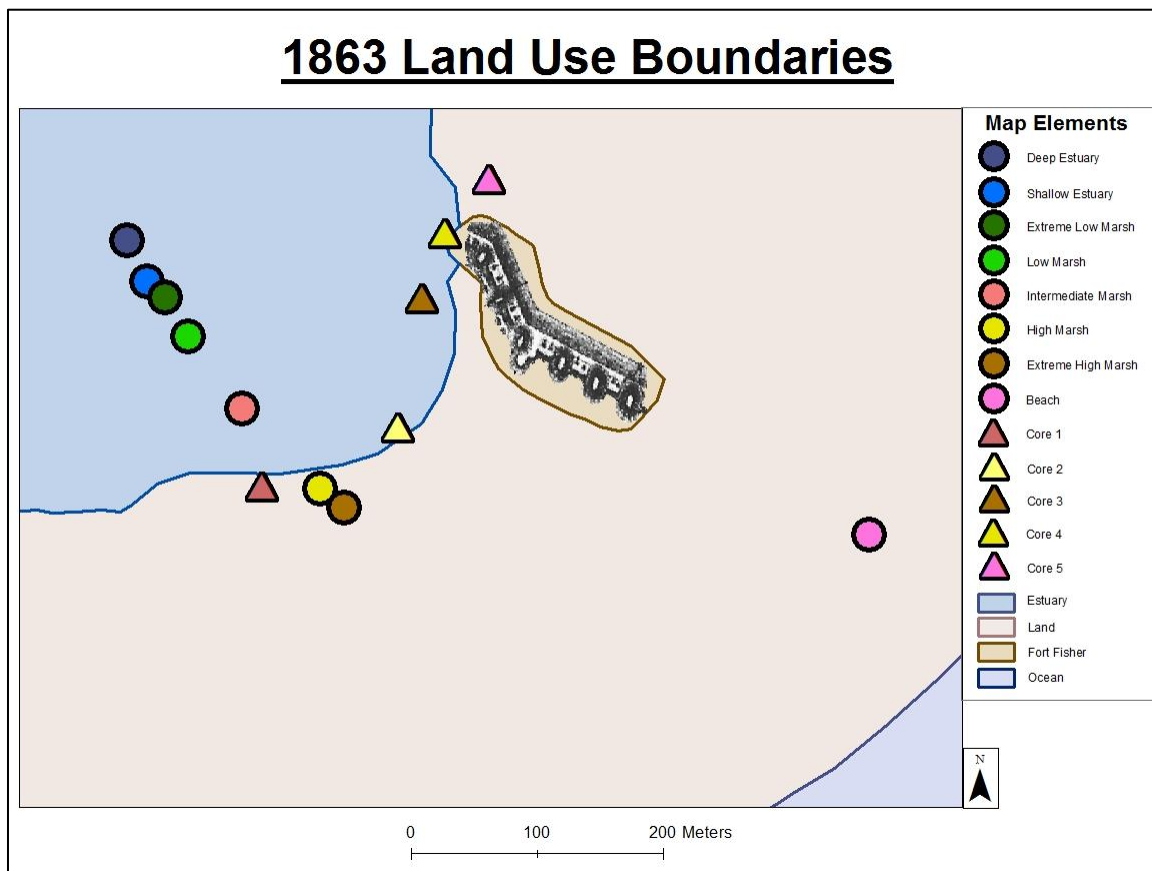 1863 Land Use Boundaries
Map Elements
Deep Estuary
Shallow Estuary
Extreme Low Marsh
Low Marsh
Intermediate Marsh
High Marsh
Extreme High Marsh
Beach
Core 1
Core 2
Core 3
Core 4
Core 5
Estuary
Land
Fort Fisher
Ocean
N
0 100 200 Meters